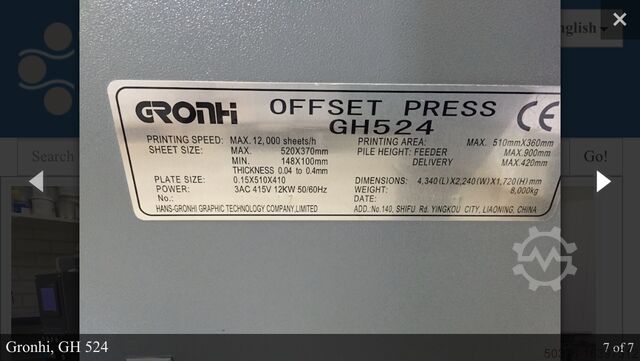 English
×
GRONHI OFFSET PRESS CE
GH524
PRINTING SPEED: MAX. 12,000 sheets/h PRINTING AREA: MAX. 510mmX360mm
SHEET SIZE: MAX. 520X370mm PILE HEIGHT: FEEDER MAX.900mm
MIN. 148X100mm DELIVERY MAX.420mm
THICKNESS 0.04 to 0.4mm
PLATE SIZE: 0.15X510X410 DIMENSIONS: 4,340(L)X2,240(W)X1,720(H)mm
POWER: 3AC 415V 12KW 50/60Hz WEIGHT: 8,000kg
No.: DATE:
HANS-GRONHI GRAPHIC TECHNOLOGY COMPANY,LIMITED ADD.:No.140, SHIFU. Rd. YINGKOU CITY, LIAONING, CHINA
Search Go!
Gronhi, GH 524 7 of 7